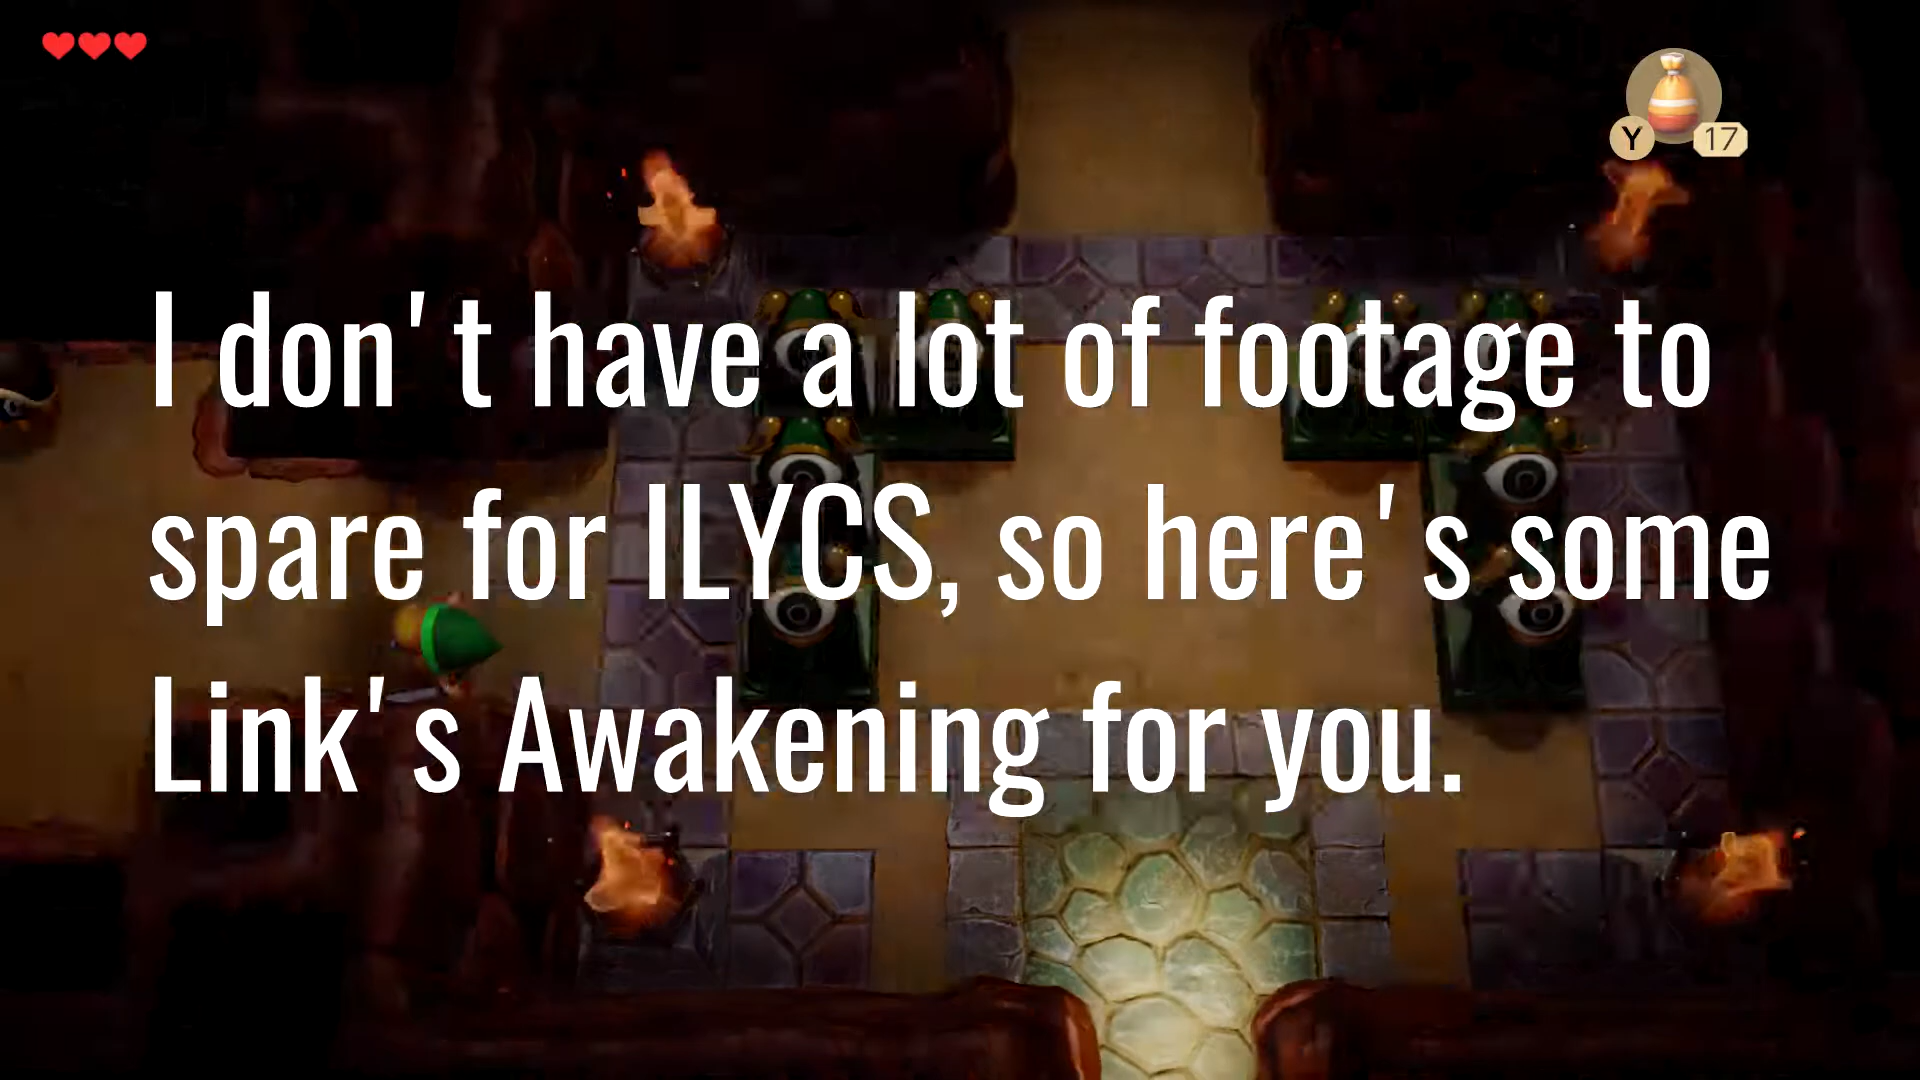 Y 17
I don't have a lot of footage to
spare for ILYCS, so here's some
Link's Awakening for you.